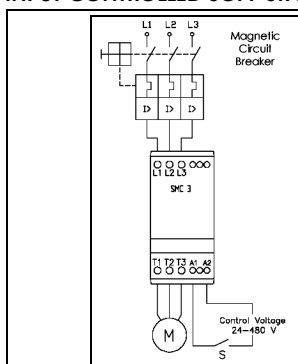 L1 L2 L3
Magnetic
Circuit
Breaker
I> I> I>
L1 L2 L3
SMC 3
T1 T2 T3 A1 A2
Control Voltage
24-480 V
M
S